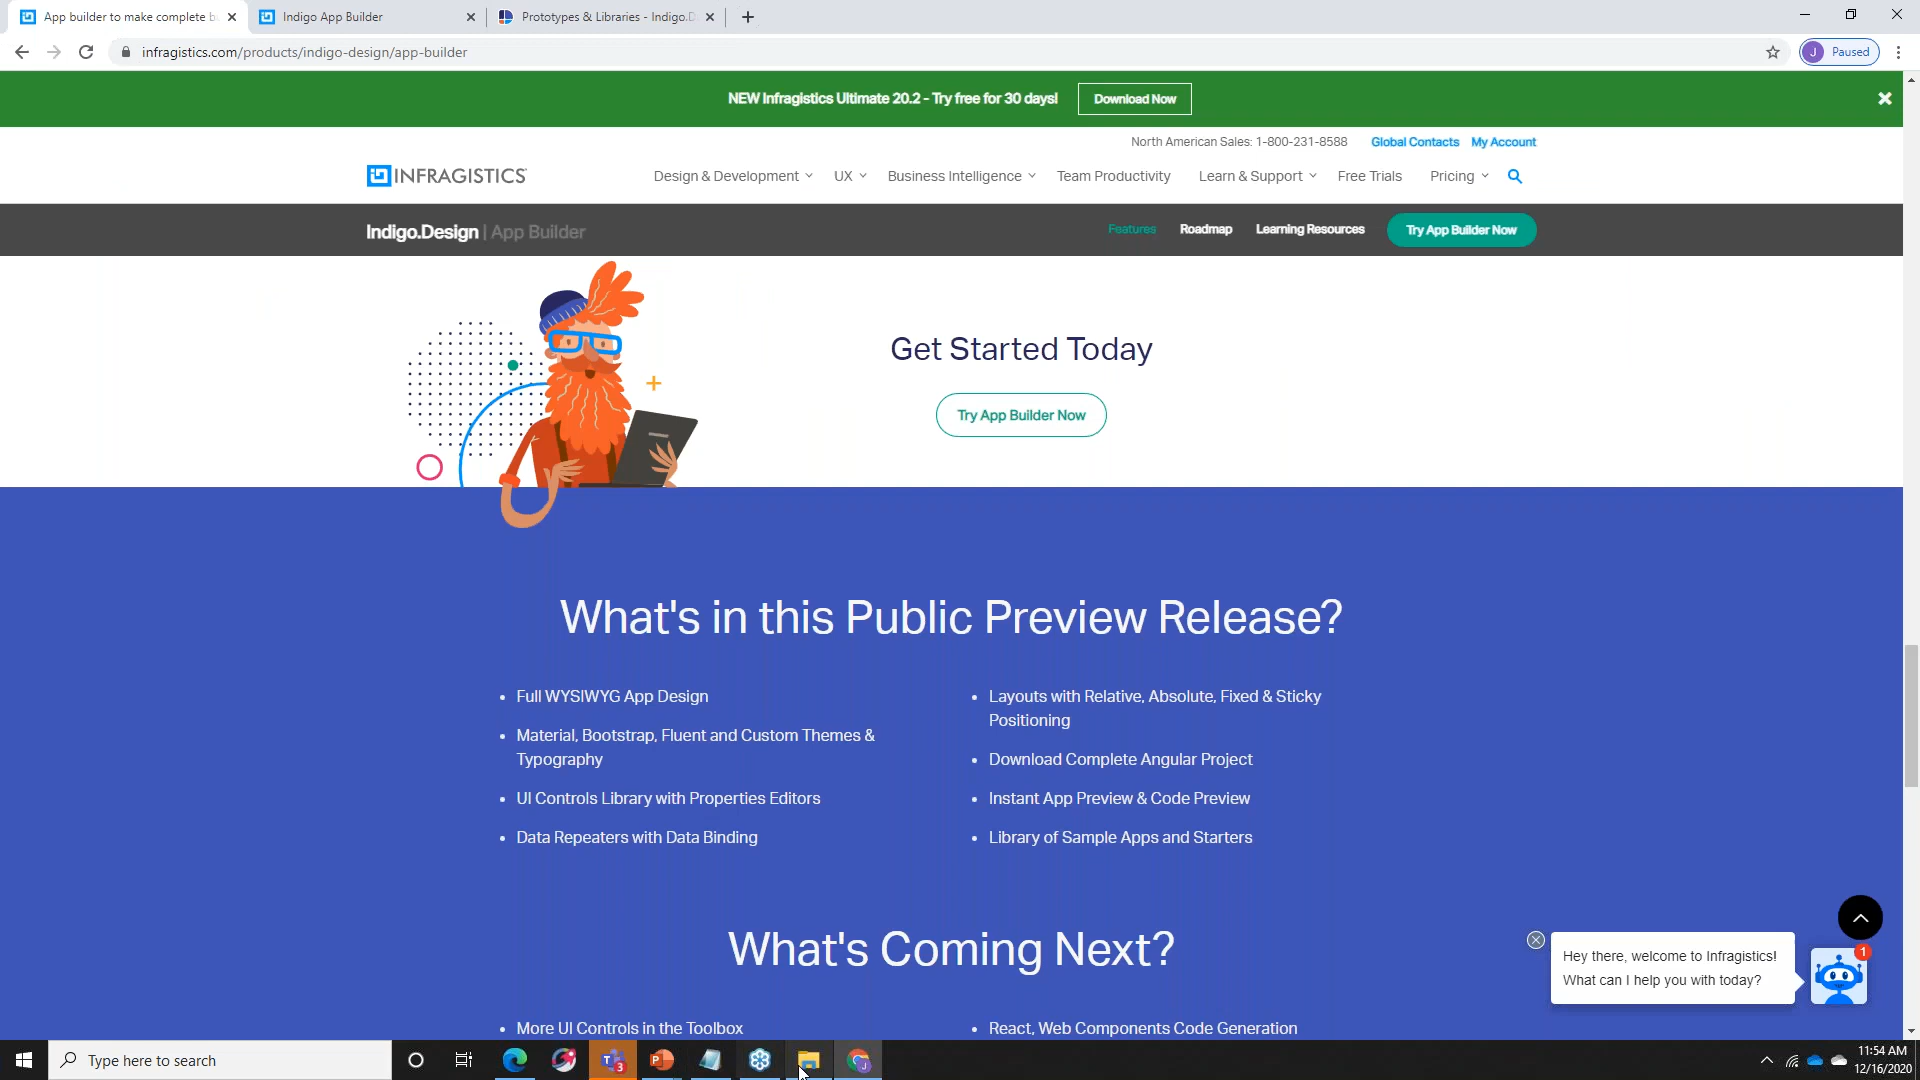 App builder to make complete b
Indigo App Builder
Prototypes & Libraries - Indigo.D
infragistics.com/products/indigo-design/app-builder
J Paused
NEW Infragistics Ultimate 20.2 - Try free for 30 days!
Download Now
North American Sales: 1-800-231-8588
Global Contacts
My Account
INFRAGISTICS
Design & Development
UX
Business Intelligence
Team Productivity
Learn & Support
Free Trials
Pricing
Indigo.Design | App Builder
Features
Roadmap
Learning Resources
Try App Builder Now
Get Started Today
Try App Builder Now
What's in this Public Preview Release?
• Full WYSIWYG App Design
• Material, Bootstrap, Fluent and Custom Themes &
Typography
• UI Controls Library with Properties Editors
• Data Repeaters with Data Binding
• Layouts with Relative, Absolute, Fixed & Sticky
Positioning
• Download Complete Angular Project
• Instant App Preview & Code Preview
• Library of Sample Apps and Starters
What's Coming Next?
• More UI Controls in the Toolbox
• React, Web Components Code Generation
Hey there, welcome to Infragistics!
What can I help you with today?
1
Type here to search
T
3
P
J
11:54 AM
12/16/2020